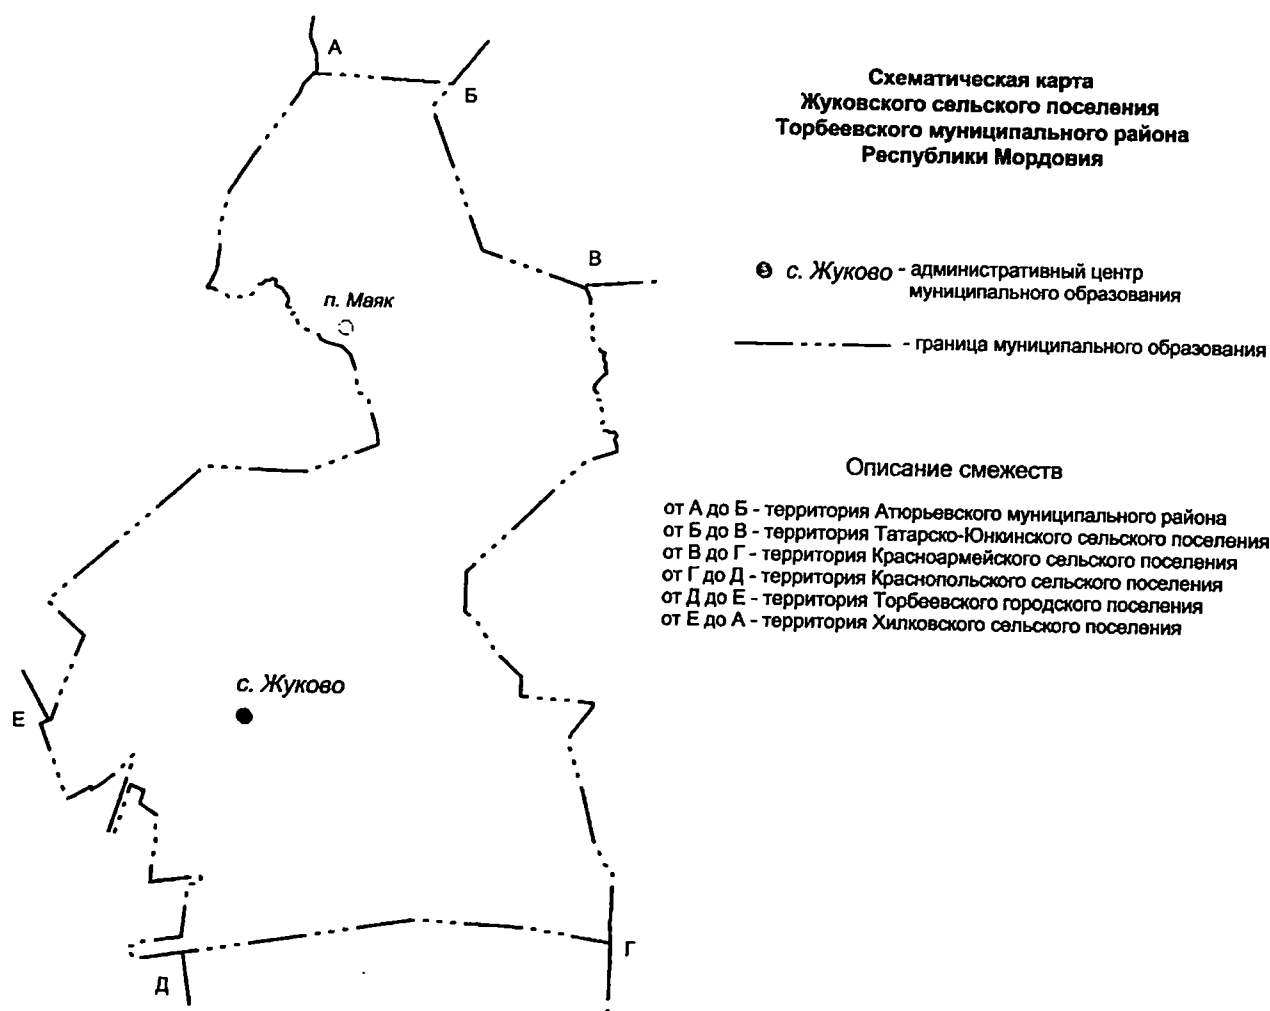 А
Б
Схематическая карта
Жуковского сельского поселения
Торбеевского муниципального района
Республики Мордовия
В
с. Жуково - административный центр
муниципального образования
п. Маяк
- граница муниципального образования
Описание смежеств
от А до Б - территория Атюрьевского муниципального района
от Б до В - территория Татарско-Юнкинского сельского поселения
от В до Г - территория Красноармейского сельского поселения
от Г до Д - территория Краснопольского сельского поселения
от Д до Е - территория Торбеевского городского поселения
от Е до А - территория Хилковского сельского поселения
с. Жуково
Е
Г
Д